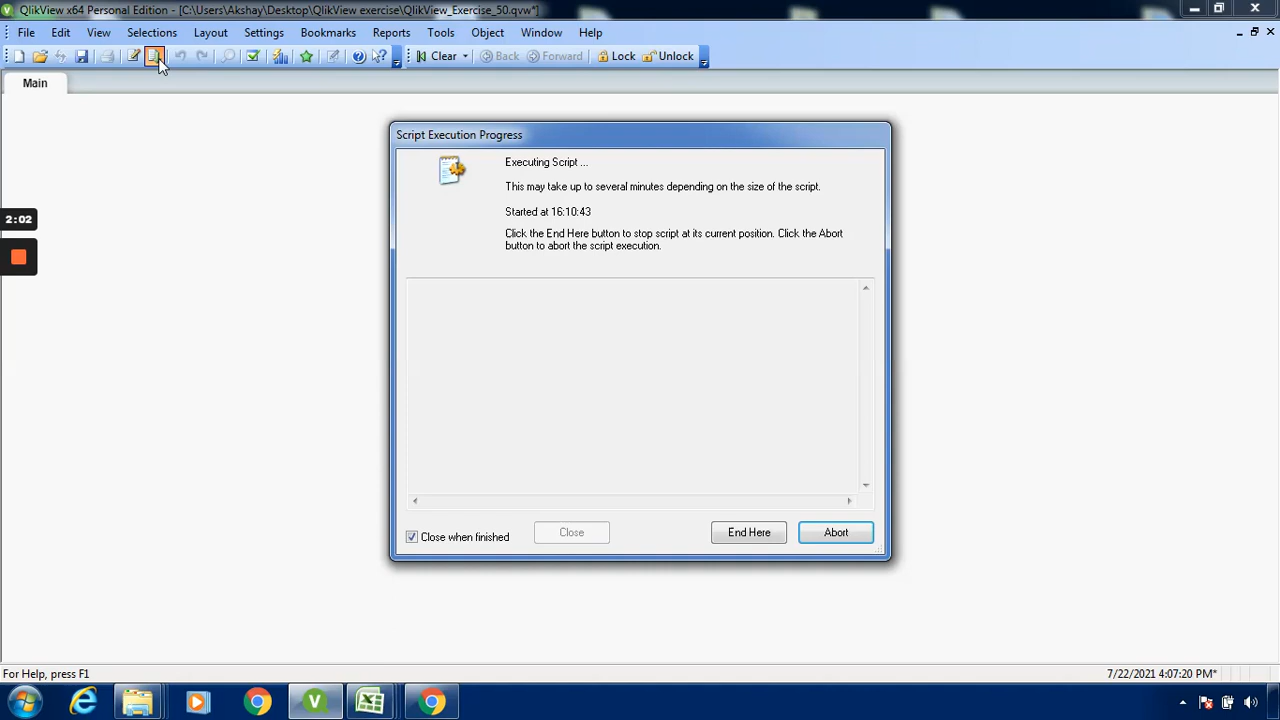 QlikView x64 Personal Edition - [C:\Users\Akshay\Desktop\QlikView exercise\QlikView_Exercise_50.qvw*]
File Edit View Selections Layout Settings Bookmarks Reports Tools Object Window Help
Clear Back Forward Lock Unlock
Main
Script Execution Progress
Executing Script ...
This may take up to several minutes depending on the size of the script.
Started at 16:10:43
Click the End Here button to stop script at its current position. Click the Abort
button to abort the script execution.
2:02
Close when finished Close End Here Abort
For Help, press F1 7/22/2021 4:07:20 PM*